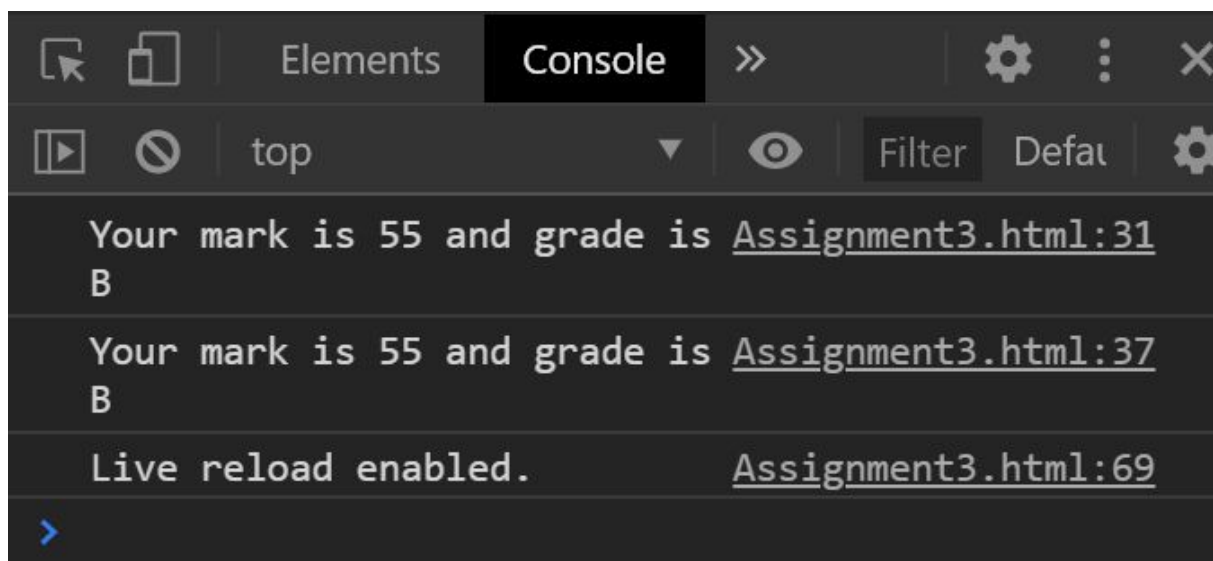 Elements Console »
top Filter Defau
Your mark is 55 and grade is Assignment3.html:31
B
Your mark is 55 and grade is Assignment3.html:37
B
Live reload enabled. Assignment3.html:69
>